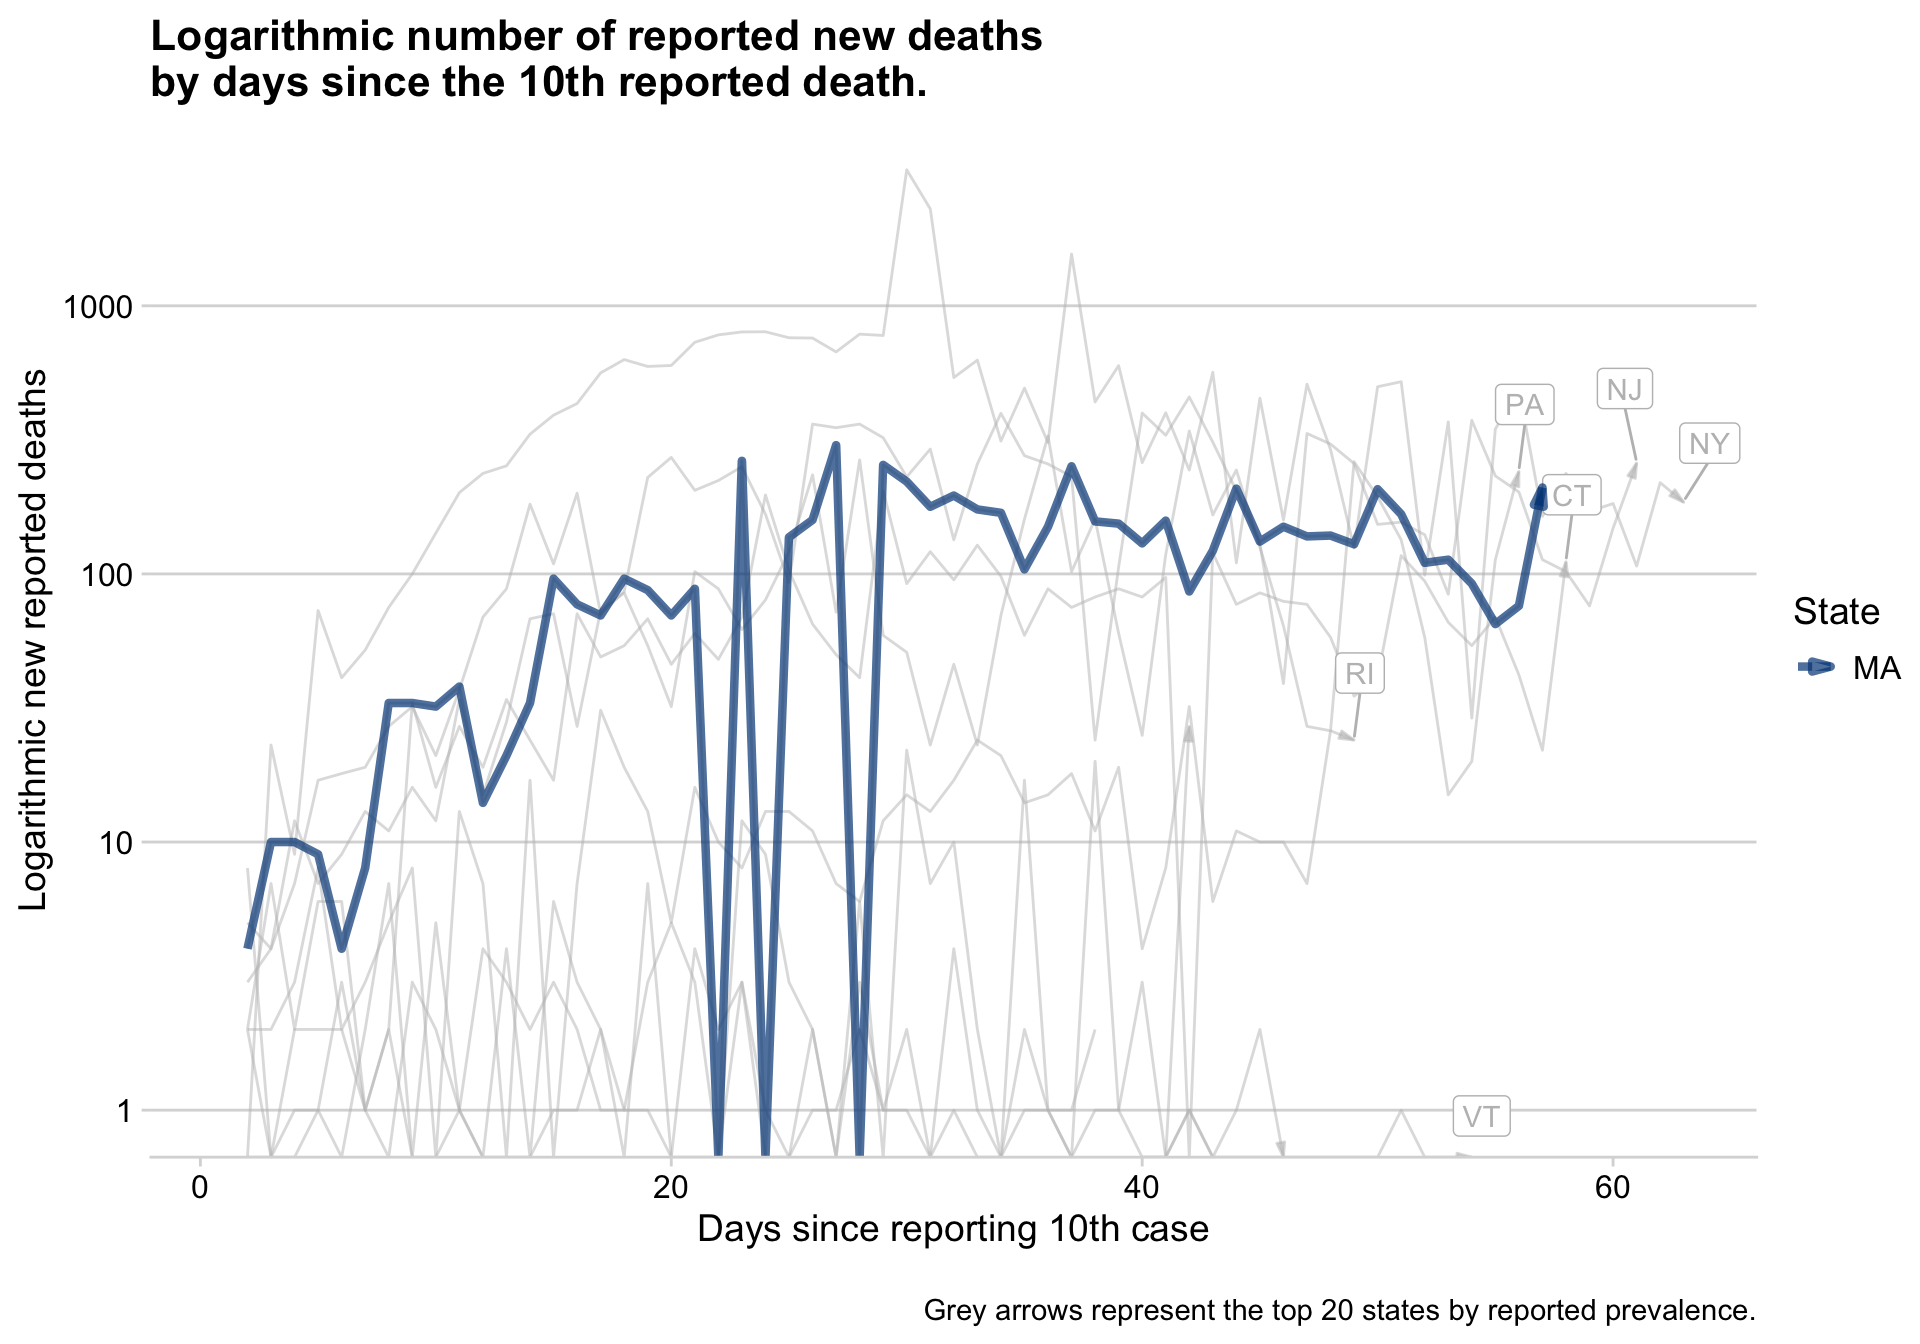 Logarithmic number of reported new deaths
by days since the 10th reported death.
Logarithmic new reported deaths
1000
100
10
1
PA
NJ
NY
CT
RI
VT
State
MA
0
20
40
60
Days since reporting 10th case
Grey arrows represent the top 20 states by reported prevalence.